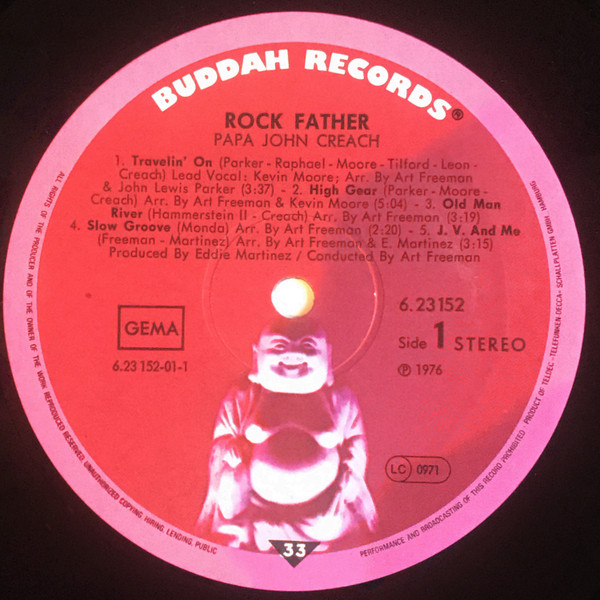 BUDDAH RECORDS®
ROCK FATHER
PAPA JOHN CREACH
1. Travelin' On (Parker - Raphael - Moore - Tilford - Leon -
Creach) Lead Vocal: Kevin Moore; Arr. By Art Freeman
& John Lewis Parker (3:37) - 2. High Gear (Parker - Moore -
Creach) Arr. By Art Freeman & Kevin Moore (5:04) - 3. Old Man
River (Hammerstein II - Creach) Arr. By Art Freeman (3:19)
4. Slow Groove (Monda) Arr. By Art Freeman (2:20) - 5. J. V. And Me
(Freeman - Martinez) Arr. By Art Freeman & E. Martinez (3:15)
Produced By Eddie Martinez / Conducted By Art Freeman
GEMA
6.23 152-01-1
6.23152
Side 1 STEREO
℗ 1976
LC 0971
33
ALL RIGHTS OF THE PRODUCER AND OF THE OWNER OF THE WORK REPRODUCED RESERVED. UNAUTHORIZED COPYING, HIRING, LENDING, PUBLIC
PERFORMANCE AND BROADCASTING OF THIS RECORD PROHIBITED · PRODUCT OF TELDEC »TELEFUNKEN-DECCA« SCHALLPLATTEN GMBH. HAMBURG